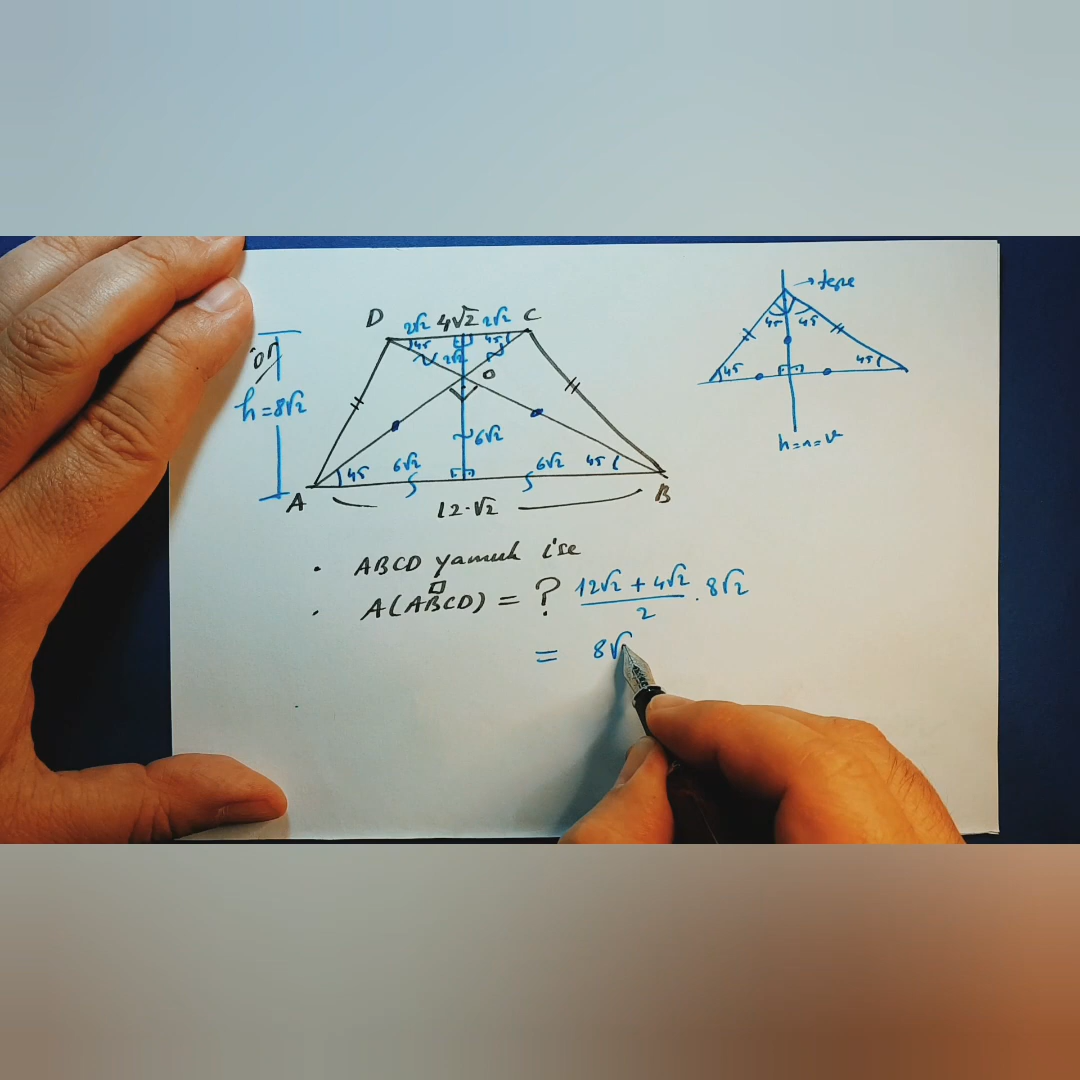 D 2√2 4√2 2√2 C
45 2√2 45
O
h = 8√2
6√2
45 6√2 6√2 45
A 12·√2 B
→ tepe
45 45
45 45
h=n=v
• ABCD yamuk ise
• A(ABCD) = ? (12√2 + 4√2)/2 . 8√2
= 8√